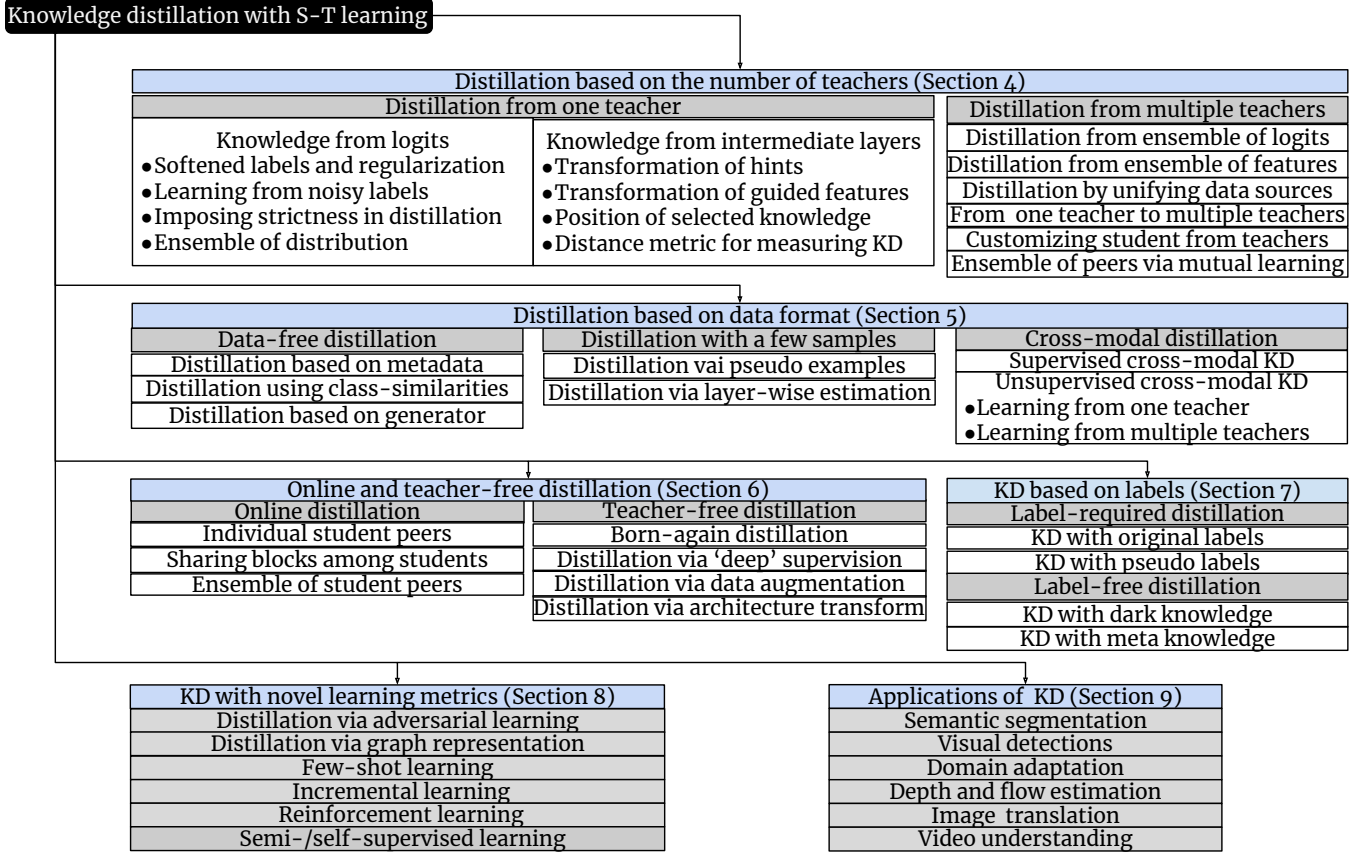 Knowledge distillation with S-T learning
Distillation based on the number of teachers (Section 4)
Distillation from one teacher
Knowledge from logits
●Softened labels and regularization
●Learning from noisy labels
●Imposing strictness in distillation
●Ensemble of distribution
Knowledge from intermediate layers
●Transformation of hints
●Transformation of guided features
●Position of selected knowledge
●Distance metric for measuring KD
Distillation from multiple teachers
Distillation from ensemble of logits
Distillation from ensemble of features
Distillation by unifying data sources
From one teacher to multiple teachers
Customizing student from teachers
Ensemble of peers via mutual learning
Distillation based on data format (Section 5)
Data-free distillation
Distillation based on metadata
Distillation using class-similarities
Distillation based on generator
Distillation with a few samples
Distillation vai pseudo examples
Distillation via layer-wise estimation
Cross-modal distillation
Supervised cross-modal KD
Unsupervised cross-modal KD
●Learning from one teacher
●Learning from multiple teachers
Online and teacher-free distillation (Section 6)
Online distillation
Individual student peers
Sharing blocks among students
Ensemble of student peers
Teacher-free distillation
Born-again distillation
Distillation via ‘deep’ supervision
Distillation via data augmentation
Distillation via architecture transform
KD based on labels (Section 7)
Label-required distillation
KD with original labels
KD with pseudo labels
Label-free distillation
KD with dark knowledge
KD with meta knowledge
KD with novel learning metrics (Section 8)
Distillation via adversarial learning
Distillation via graph representation
Few-shot learning
Incremental learning
Reinforcement learning
Semi-/self-supervised learning
Applications of KD (Section 9)
Semantic segmentation
Visual detections
Domain adaptation
Depth and flow estimation
Image translation
Video understanding